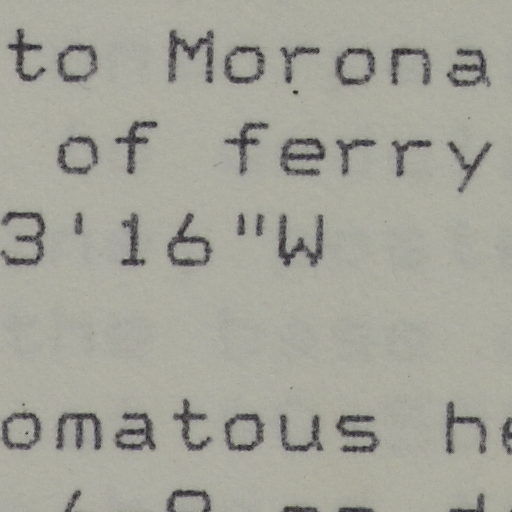 to Morona
of ferry
3'16"W
omatous he